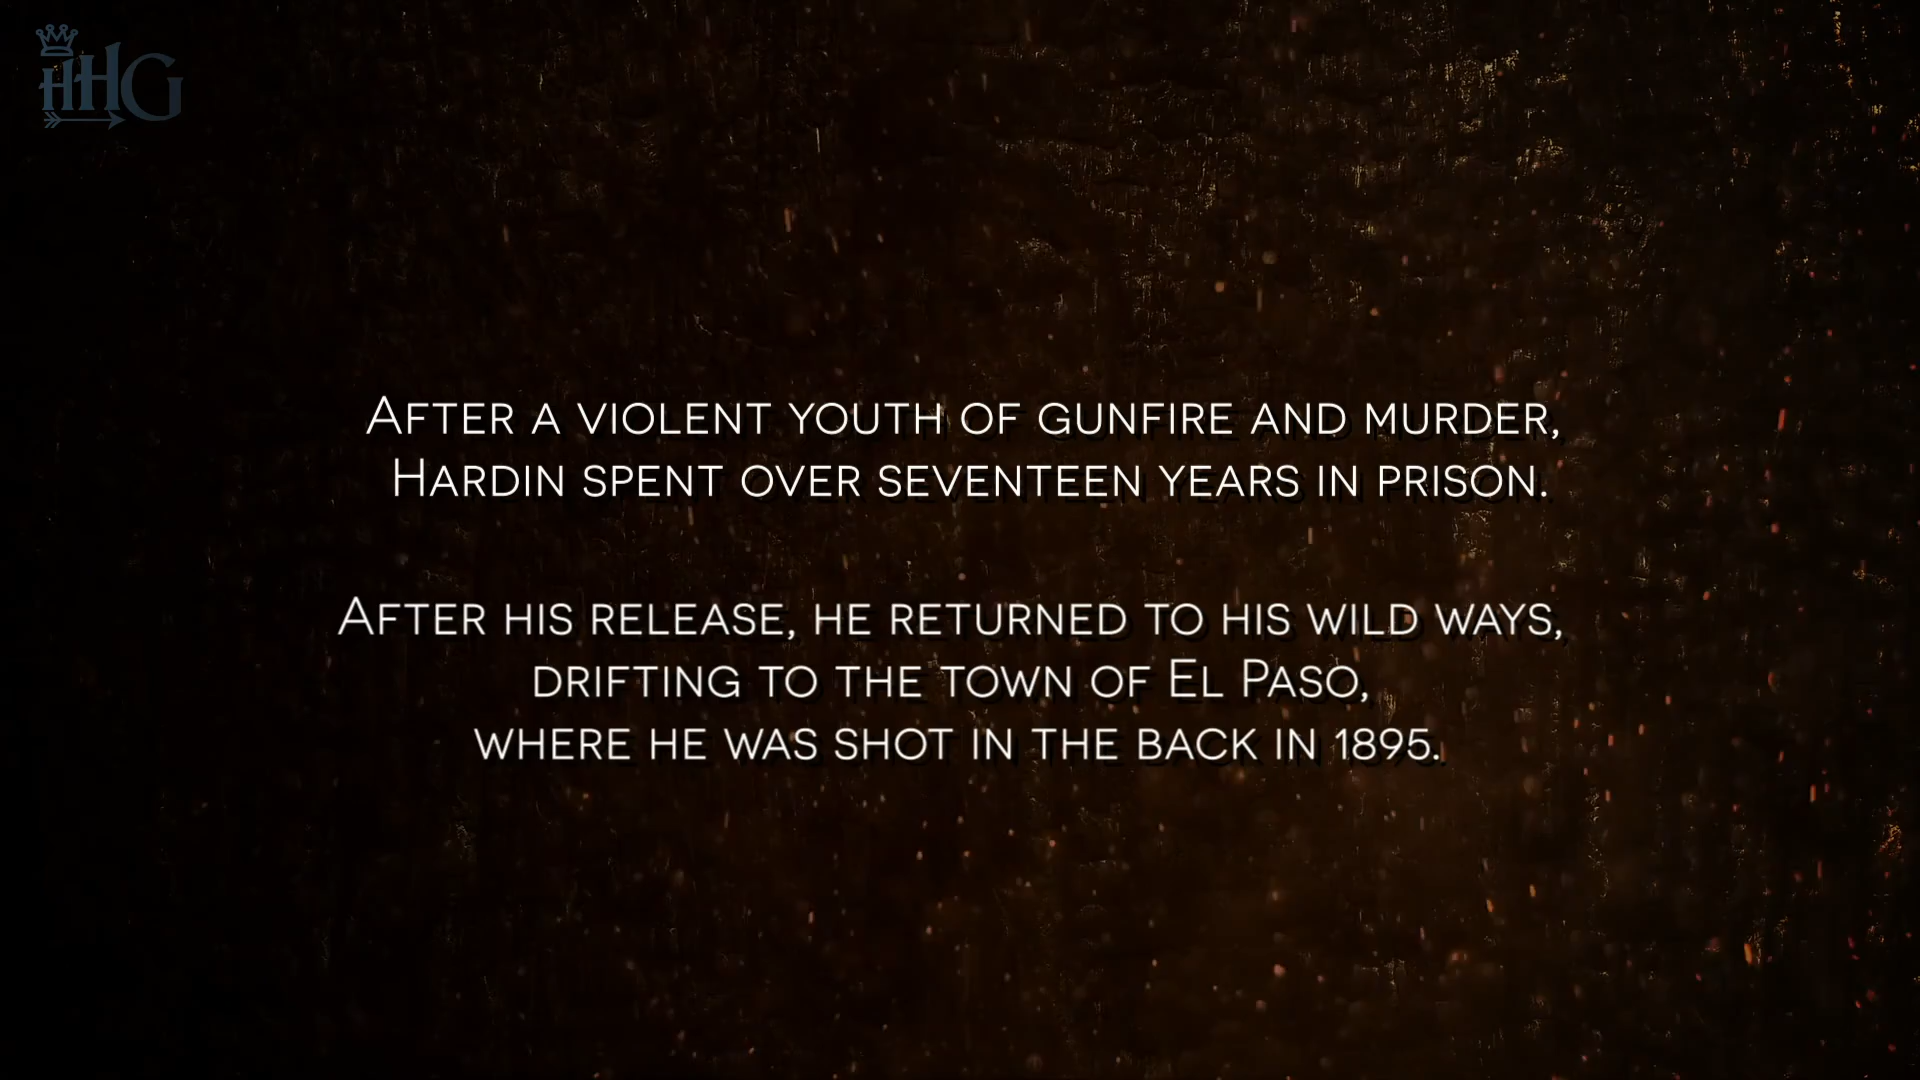 HHG
After a violent youth of gunfire and murder,
Hardin spent over seventeen years in prison.
After his release, he returned to his wild ways,
drifting to the town of El Paso,
where he was shot in the back in 1895.